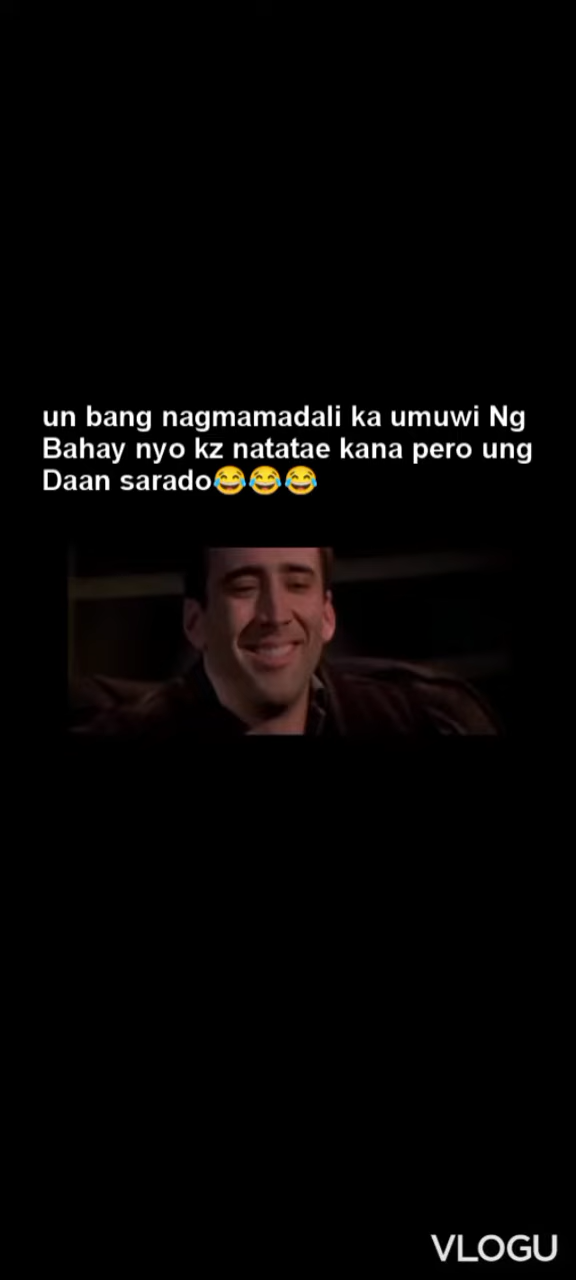 un bang nagmamadali ka umuwi Ng
Bahay nyo kz natatae kana pero ung
Daan sarado😂😂😂
VLOGU